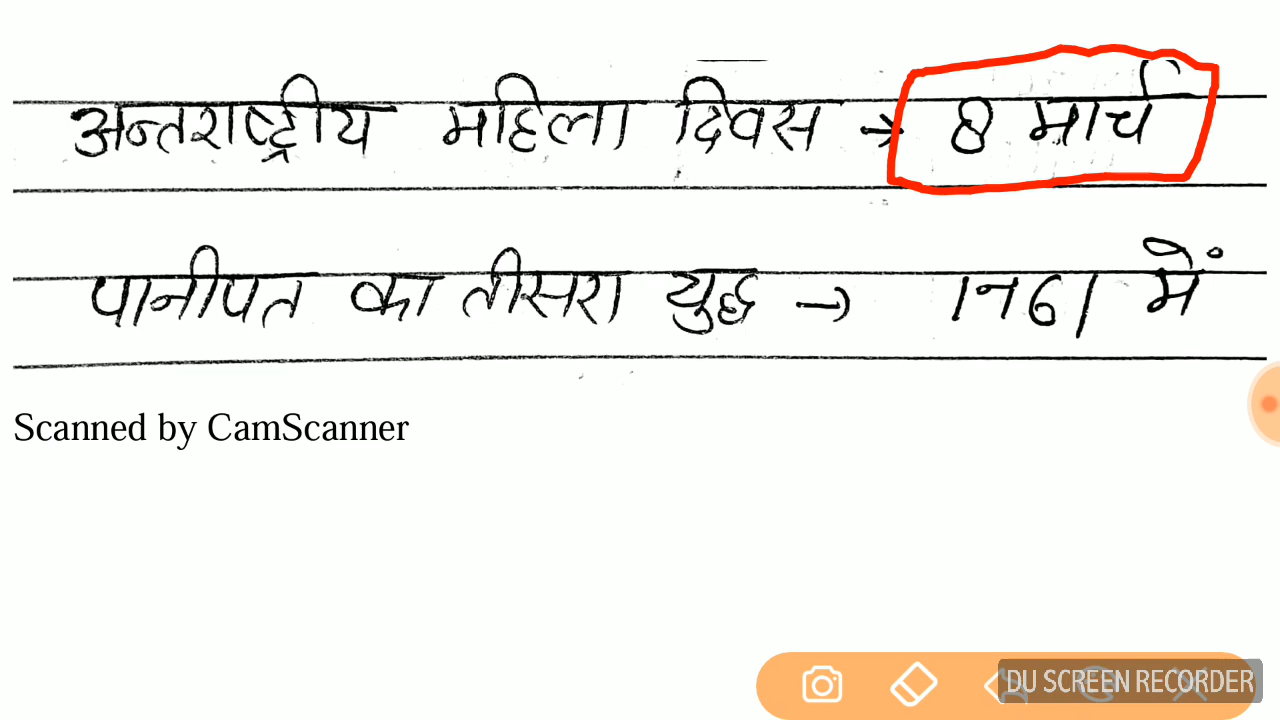 अन्तराष्ट्रीय महिला दिवस → 8 मार्च
पानीपत का तीसरा युद्ध → 1761 में
Scanned by CamScanner
DU SCREEN RECORDER